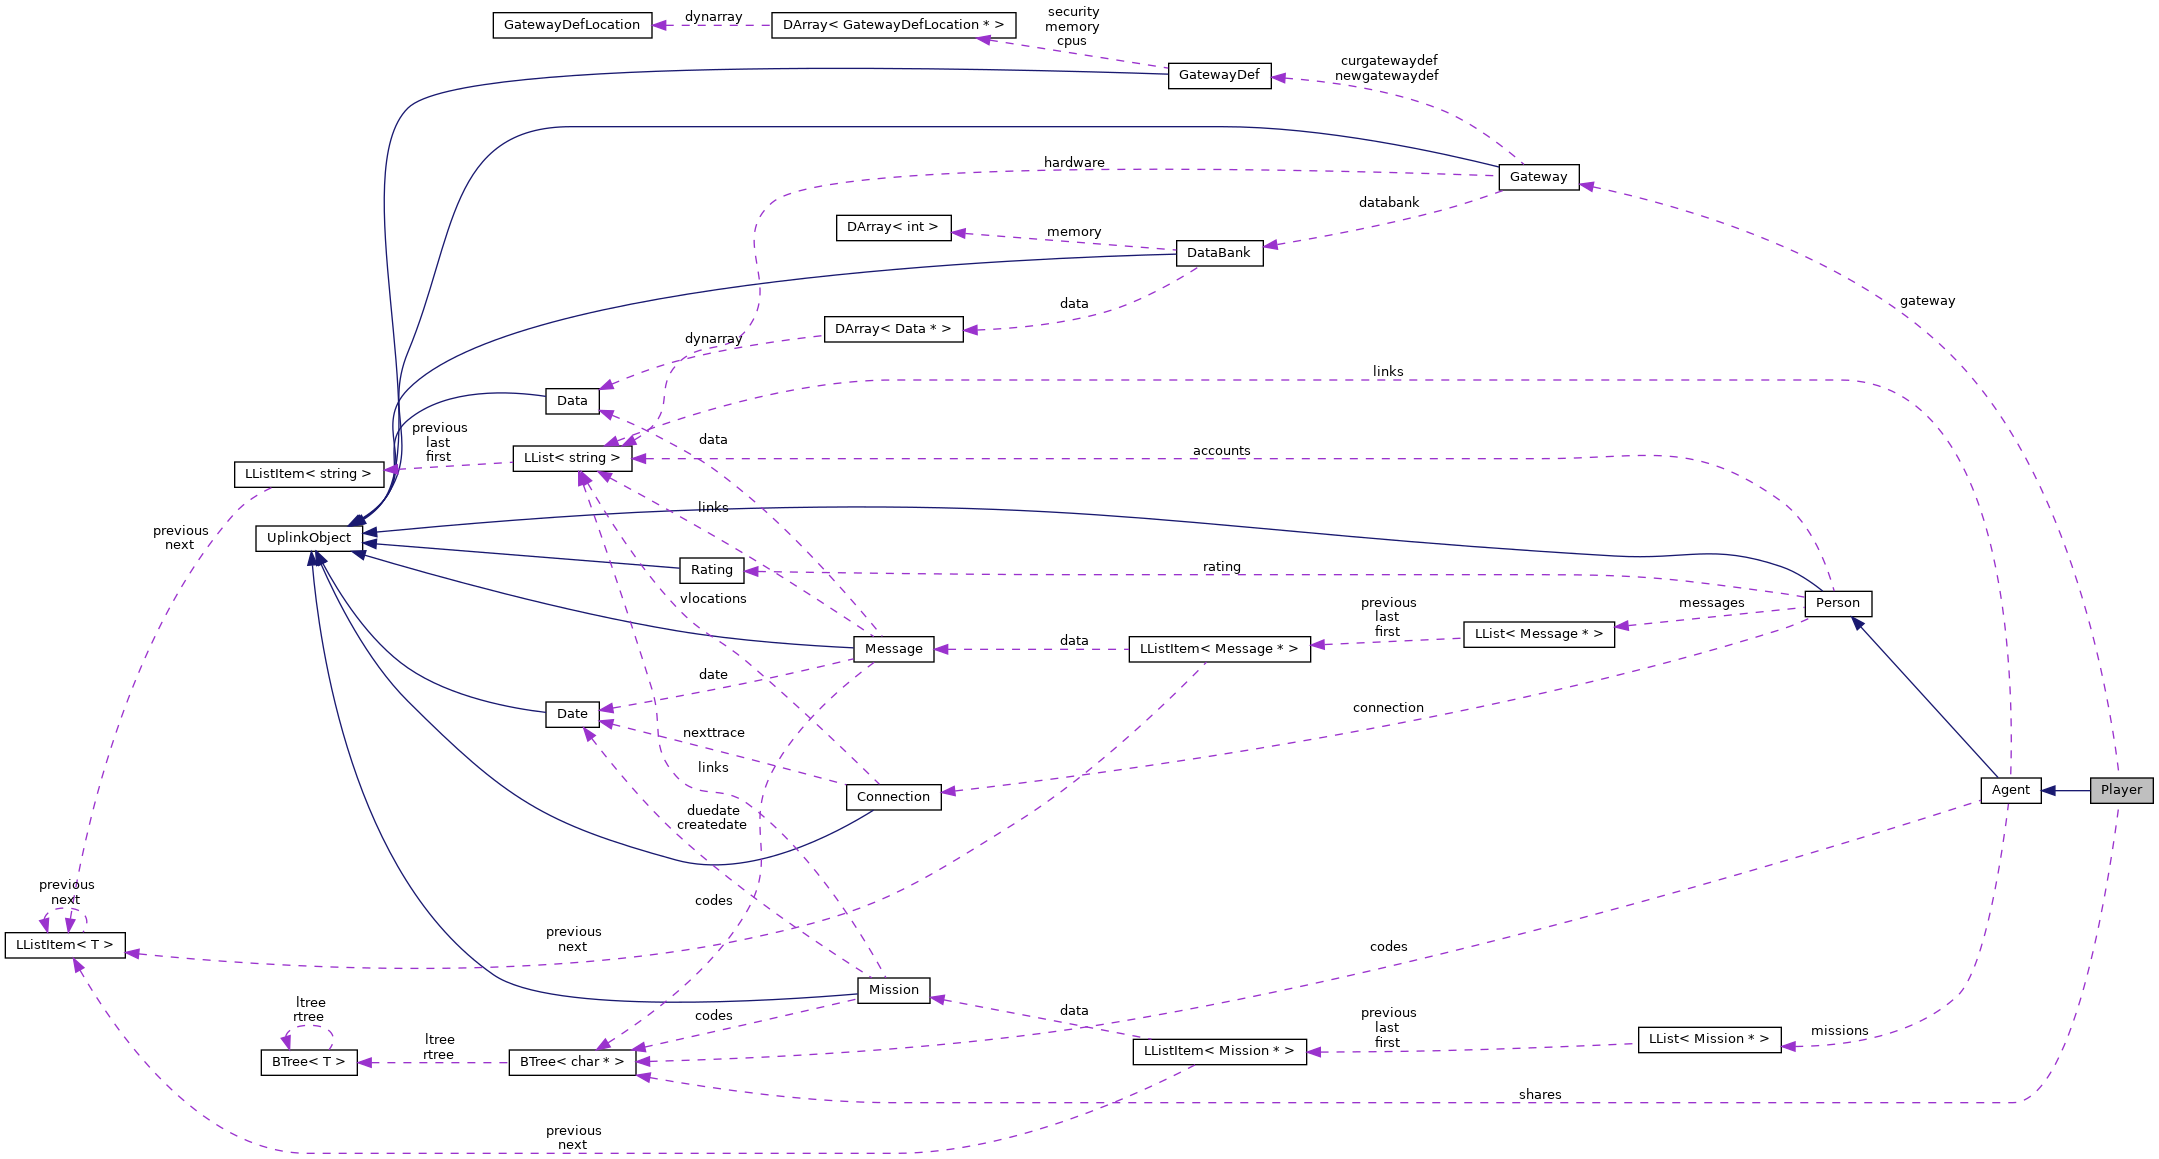 GatewayDefLocation
dynarray
DArray< GatewayDefLocation * >
security
memory
cpus
GatewayDef
curgatewaydef
newgatewaydef
hardware
Gateway
databank
DArray< int >
memory
DataBank
data
gateway
DArray< Data * >
dynarray
links
Data
previous
last
first
data
LList< string >
accounts
LListItem< string >
links
previous
next
UplinkObject
Rating
rating
vlocations
Person
messages
previous
last
first
LList< Message * >
Message
data
LListItem< Message * >
date
connection
Date
nexttrace
links
Connection
Agent
Player
duedate
createdate
previous
next
codes
previous
next
LListItem< T >
codes
Mission
ltree
rtree
codes
data
previous
last
first
missions
LList< Mission * >
ltree
rtree
LListItem< Mission * >
BTree< T >
BTree< char * >
shares
previous
next